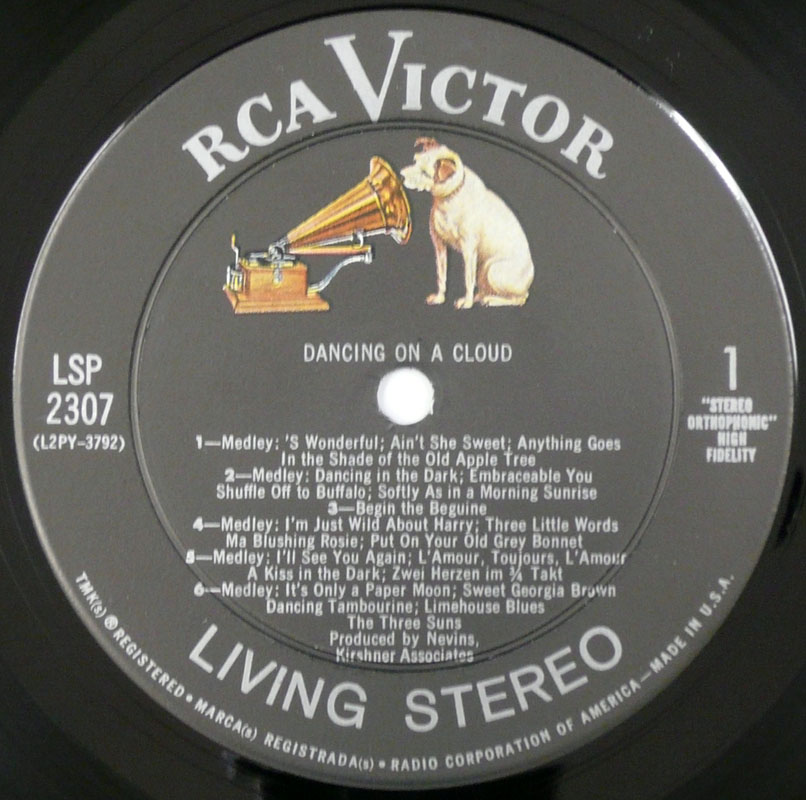 RCA VICTOR
DANCING ON A CLOUD
LSP
2307
(L2PY-3792)
1
"STEREO
ORTHOPHONIC"
HIGH
FIDELITY
1—Medley: 'S Wonderful; Ain't She Sweet; Anything Goes
In the Shade of the Old Apple Tree
2—Medley: Dancing in the Dark; Embraceable You
Shuffle Off to Buffalo; Softly As in a Morning Sunrise
3—Begin the Beguine
4—Medley: I'm Just Wild About Harry; Three Little Words
Ma Blushing Rosie; Put On Your Old Grey Bonnet
5—Medley: I'll See You Again; L'Amour, Toujours, L'Amour
A Kiss in the Dark; Zwei Herzen im ¾ Takt
6—Medley: It's Only a Paper Moon; Sweet Georgia Brown
Dancing Tambourine; Limehouse Blues
The Three Suns
Produced by Nevins,
Kirshner Associates
LIVING STEREO
TMK(s) ® REGISTERED • MARCA(s) REGISTRADA(s) • RADIO CORPORATION OF AMERICA—MADE IN U.S.A.